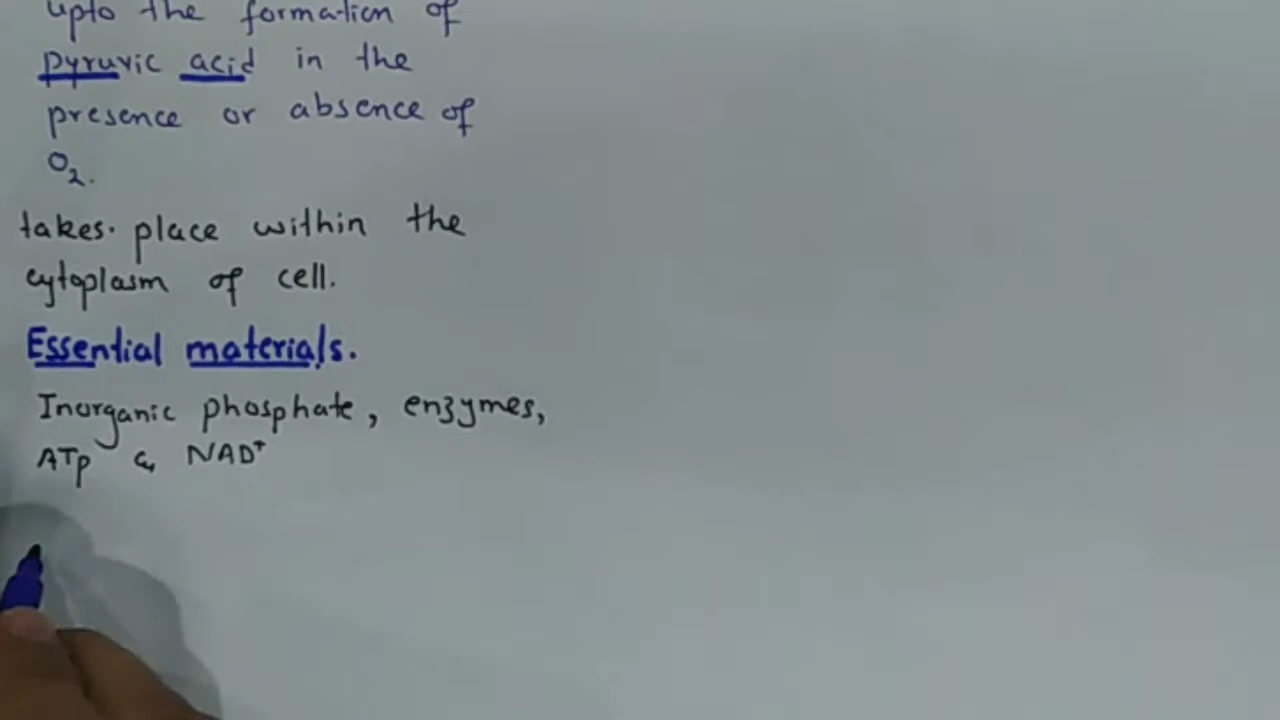 upto the formation of
pyruvic acid in the
presence or absence of
O₂.
takes place within the
cytoplasm of cell.
Essential materials.
Inorganic phosphate, enzymes,
ATp & NAD⁺